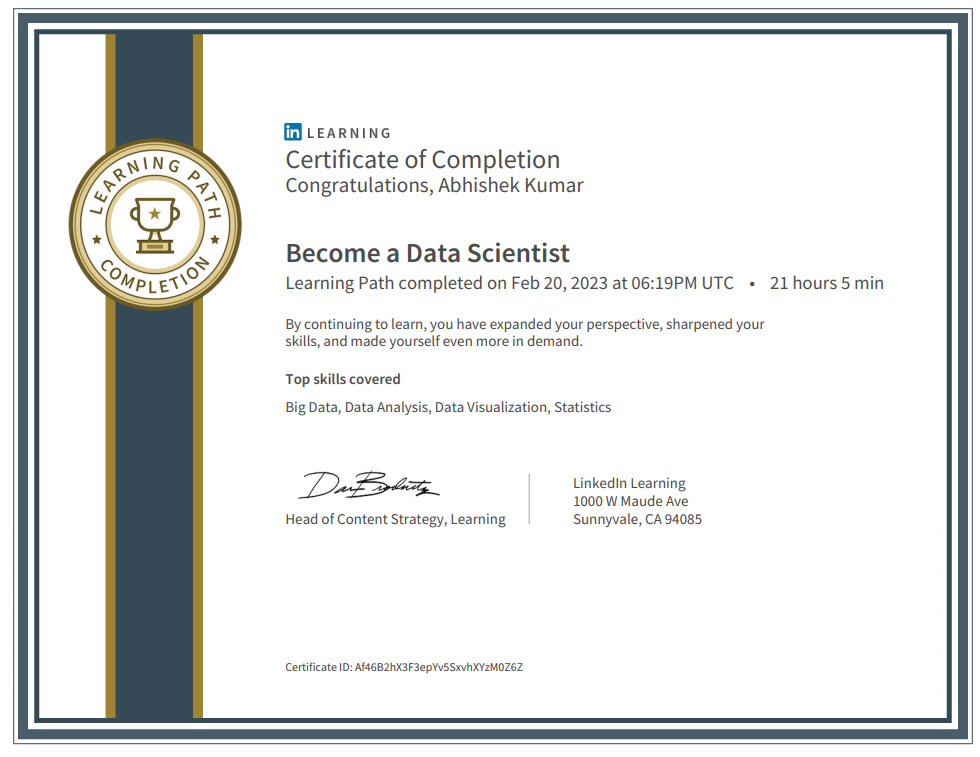 LEARNING PATH
COMPLETION
in LEARNING
Certificate of Completion
Congratulations, Abhishek Kumar
Become a Data Scientist
Learning Path completed on Feb 20, 2023 at 06:19PM UTC • 21 hours 5 min
By continuing to learn, you have expanded your perspective, sharpened your
skills, and made yourself even more in demand.
Top skills covered
Big Data, Data Analysis, Data Visualization, Statistics
Head of Content Strategy, Learning
LinkedIn Learning
1000 W Maude Ave
Sunnyvale, CA 94085
Certificate ID: Af46B2hX3F3epYv5SxvhXYzM0Z6Z